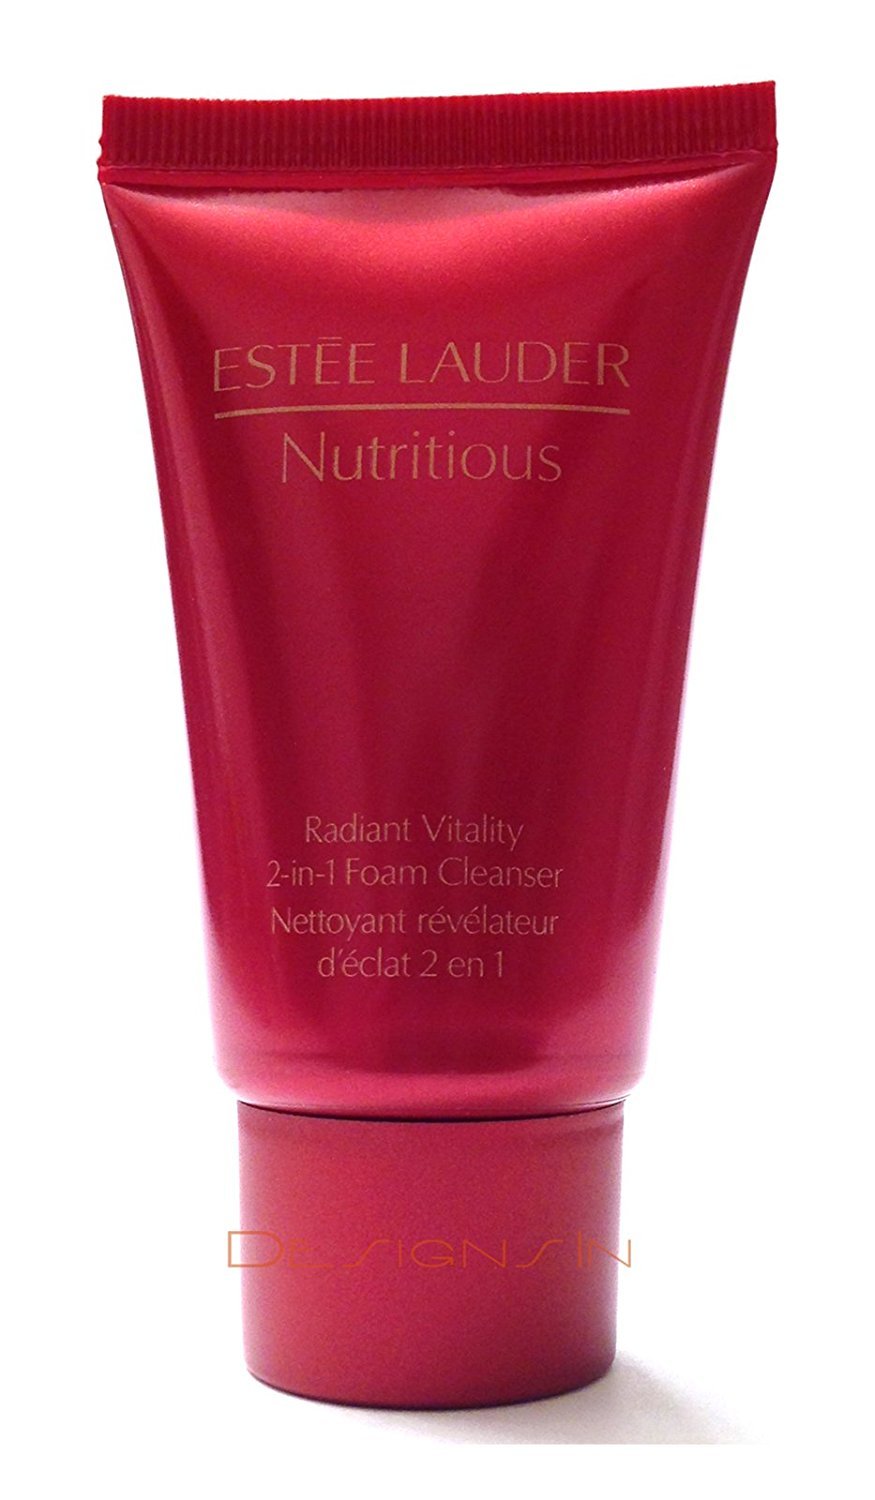 ESTĒE LAUDER
Nutritious
Radiant Vitality
2-in-1 Foam Cleanser
Nettoyant révélateur
d'éclat 2 en 1
DESIGNSIN